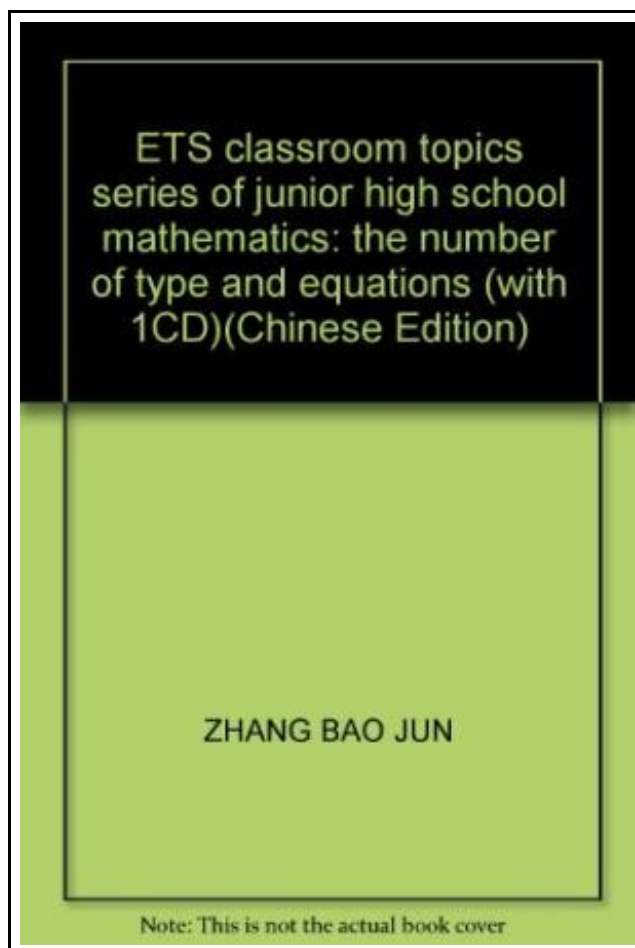 ETS classroom topics
series of junior high school
mathematics: the number
of type and equations (with
1CD)(Chinese Edition)
ZHANG BAO JUN
Note: This is not the actual book cover